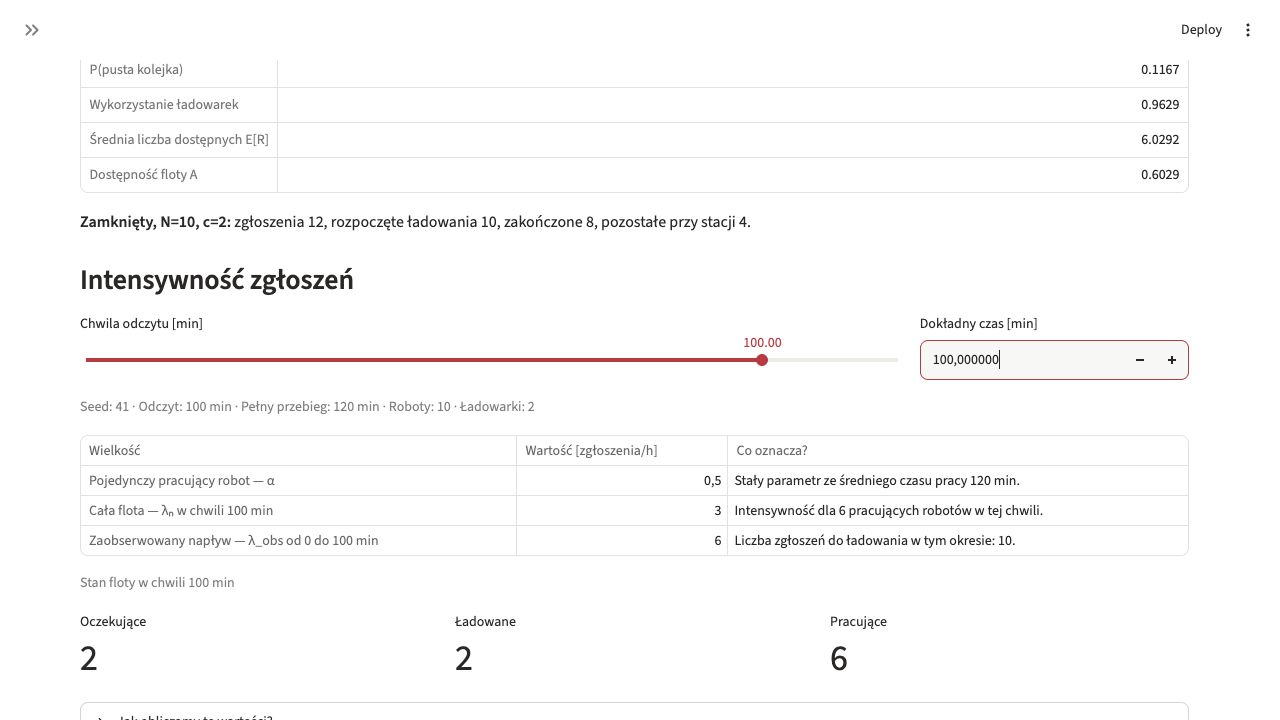 Deploy
P(pusta kolejka) 0.1167
Wykorzystanie ładowarek 0.9629
Średnia liczba dostępnych E[R] 6.0292
Dostępność floty A 0.6029
Zamknięty, N=10, c=2: zgłoszenia 12, rozpoczęte ładowania 10, zakończone 8, pozostałe przy stacji 4.
Intensywność zgłoszeń
Chwila odczytu [min] Dokładny czas [min]
100.00
100,000000
Seed: 41 · Odczyt: 100 min · Pełny przebieg: 120 min · Roboty: 10 · Ładowarki: 2
Wielkość Wartość [zgłoszenia/h] Co oznacza?
Pojedynczy pracujący robot — α 0,5 Stały parametr ze średniego czasu pracy 120 min.
Cała flota — λₙ w chwili 100 min 3 Intensywność dla 6 pracujących robotów w tej chwili.
Zaobserwowany napływ — λ_obs od 0 do 100 min 6 Liczba zgłoszeń do ładowania w tym okresie: 10.
Stan floty w chwili 100 min
Oczekujące Ładowane Pracujące
2 2 6
Jak obliczamy te wartości?